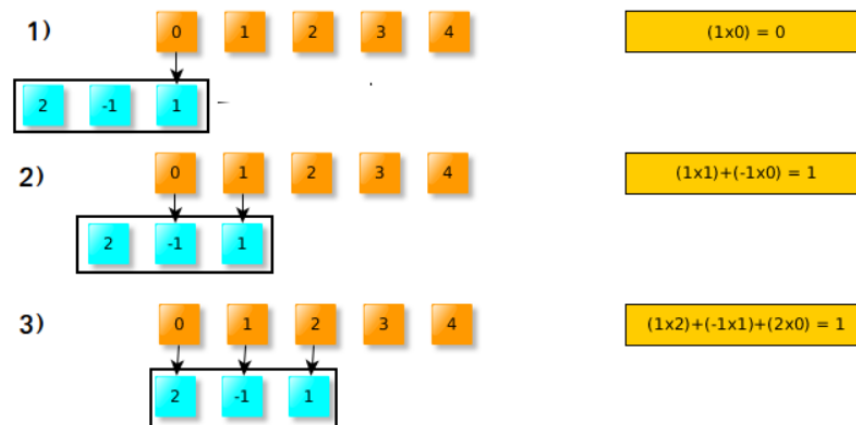 1) 0 1 2 3 4 (1x0) = 0
2 -1 1
2) 0 1 2 3 4 (1x1)+(-1x0) = 1
2 -1 1
3) 0 1 2 3 4 (1x2)+(-1x1)+(2x0) = 1
2 -1 1